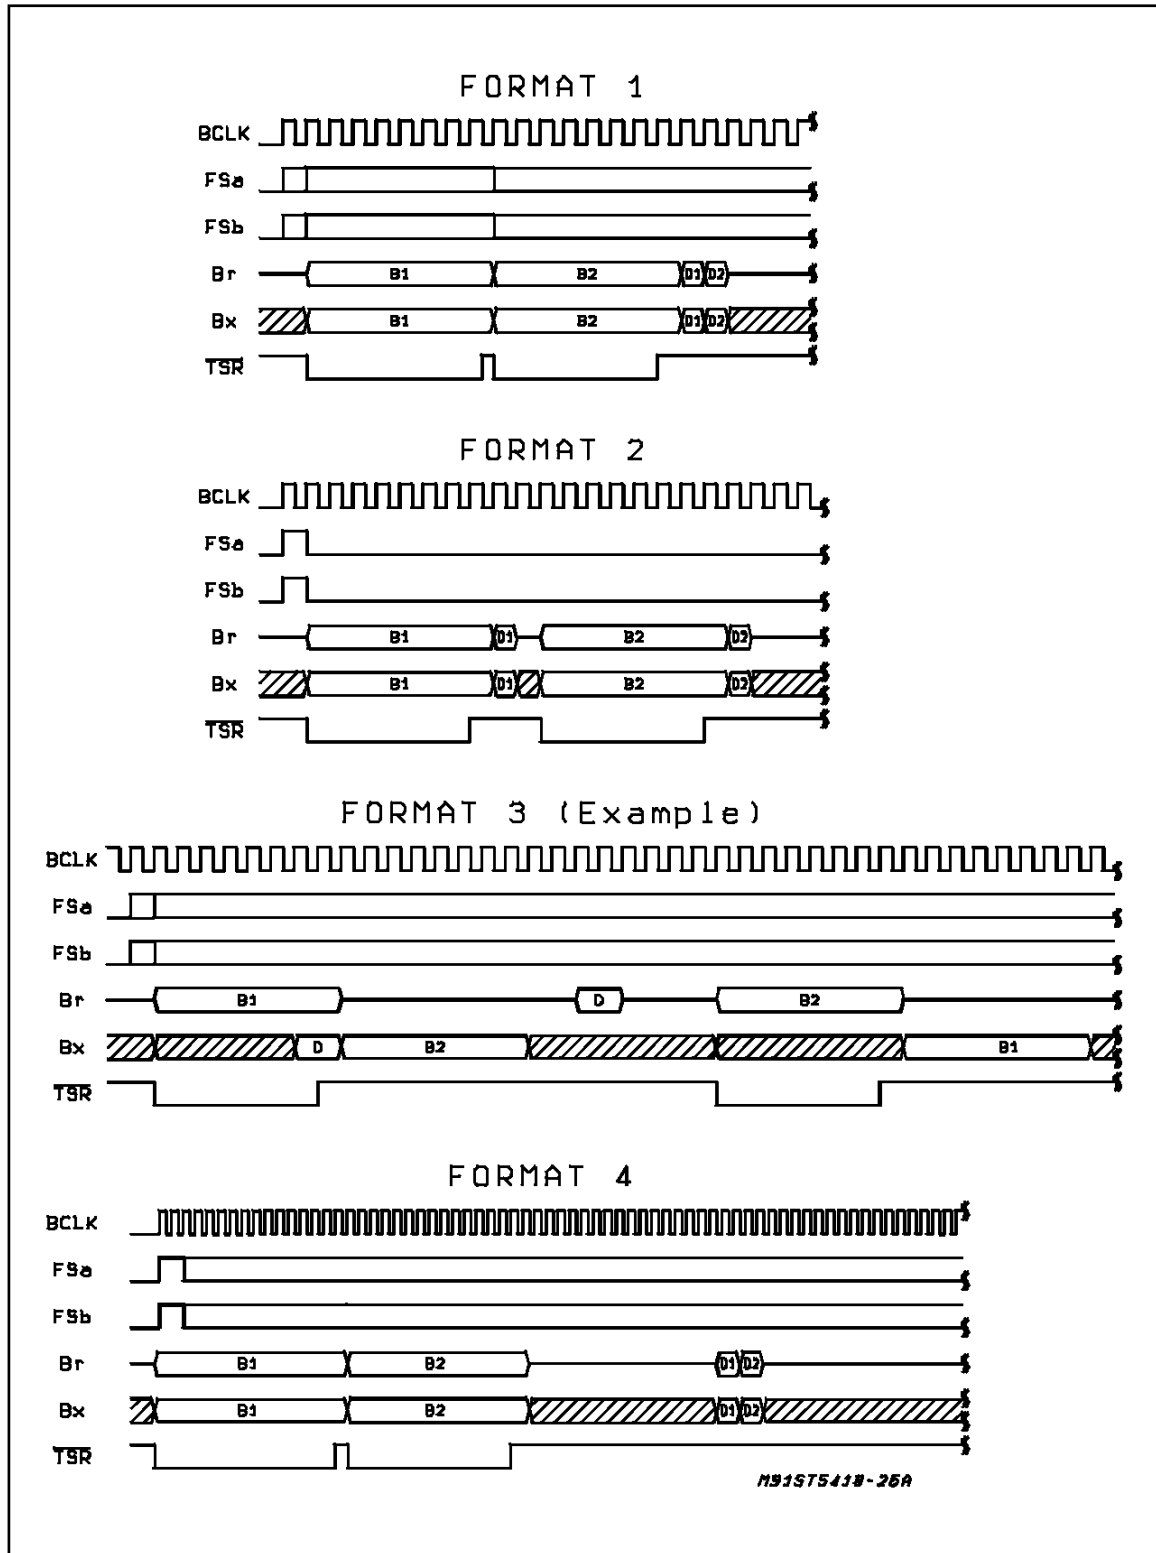 FORMAT 1
BCLK
FSa
FSb
Br B1 B2 D1 D2
Bx B1 B2 D1 D2
TSR
FORMAT 2
BCLK
FSa
FSb
Br B1 D1 B2 D2
Bx B1 D1 B2 D2
TSR
FORMAT 3 (Example)
BCLK
FSa
FSb
Br B1 D B2
Bx D B2 B1
TSR
FORMAT 4
BCLK
FSa
FSb
Br B1 B2 D1 D2
Bx B1 B2 D1 D2
TSR
M91ST5410-26A